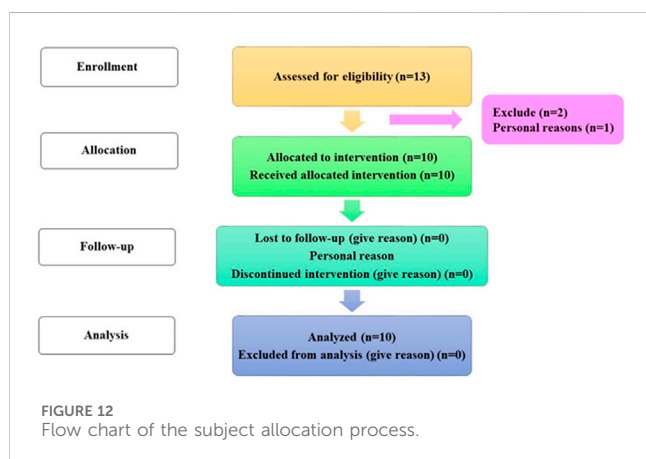 Enrollment
Assessed for eligibility (n=13)
Exclude (n=2)
Personal reasons (n=1)
Allocation
Allocated to intervention (n=10)
Received allocated intervention (n=10)
Follow-up
Lost to follow-up (give reason) (n=0)
Personal reason
Discontinued intervention (give reason) (n=0)
Analysis
Analyzed (n=10)
Excluded from analysis (give reason) (n=0)
FIGURE 12
Flow chart of the subject allocation process.